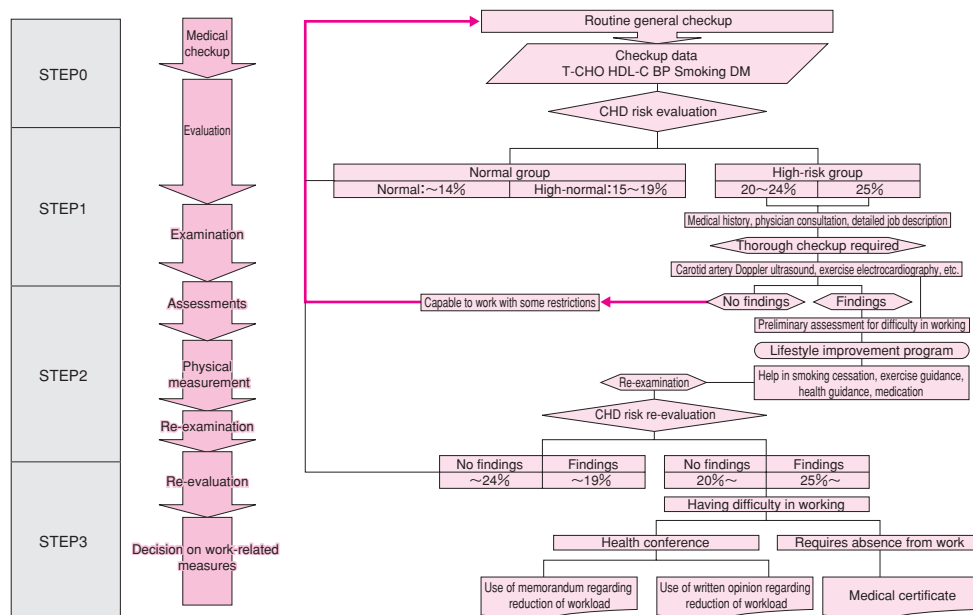 STEP0
STEP1
STEP2
STEP3
Medical
checkup
Evaluation
Examination
Assessments
Physical
measurement
Re-examination
Re-evaluation
Decision on work-related
measures
Routine general checkup
Checkup data
T-CHO HDL-C BP Smoking DM
CHD risk evaluation
Normal group
Normal:~14%
High-normal:15~19%
High-risk group
20~24%
25%
Medical history, physician consultation, detailed job description
Thorough checkup required
Carotid artery Doppler ultrasound, exercise electrocardiography, etc.
Capable to work with some restrictions
No findings
Findings
Preliminary assessment for difficulty in working
Lifestyle improvement program
Help in smoking cessation, exercise guidance,
health guidance, medication
Re-examination
CHD risk re-evaluation
No findings
~24%
Findings
~19%
No findings
20%~
Findings
25%~
Having difficulty in working
Health conference
Requires absence from work
Use of memorandum regarding
reduction of workload
Use of written opinion regarding
reduction of workload
Medical certificate